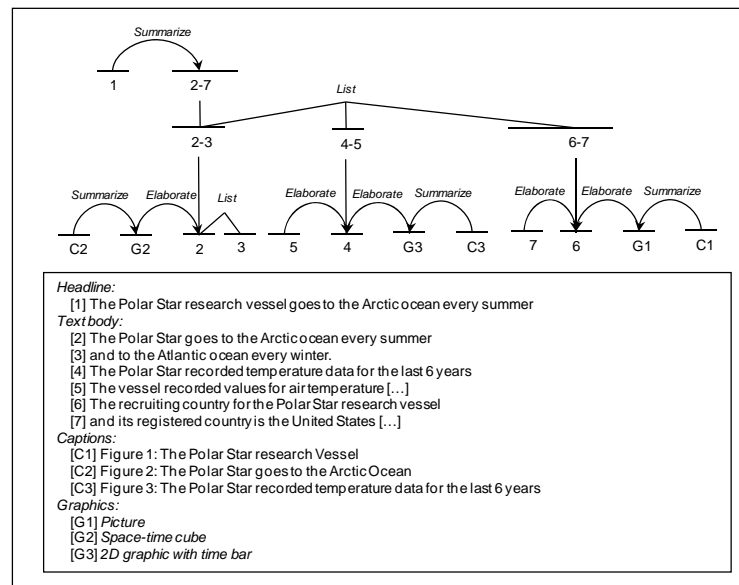 Summarize
1 2-7
List
2-3 4-5 6-7
Summarize Elaborate List Elaborate Elaborate Summarize Elaborate Elaborate Summarize
C2 G2 2 3 5 4 G3 C3 7 6 G1 C1
Headline:
[1] The Polar Star research vessel goes to the Arctic ocean every summer
Text body:
[2] The Polar Star goes to the Arctic ocean every summer
[3] and to the Atlantic ocean every winter.
[4] The Polar Star recorded temperature data for the last 6 years
[5] The vessel recorded values for air temperature […]
[6] The recruiting country for the Polar Star research vessel
[7] and its registered country is the United States […]
Captions:
[C1] Figure 1: The Polar Star research Vessel
[C2] Figure 2: The Polar Star goes to the Arctic Ocean
[C3] Figure 3: The Polar Star recorded temperature data for the last 6 years
Graphics:
[G1] Picture
[G2] Space-time cube
[G3] 2D graphic with time bar